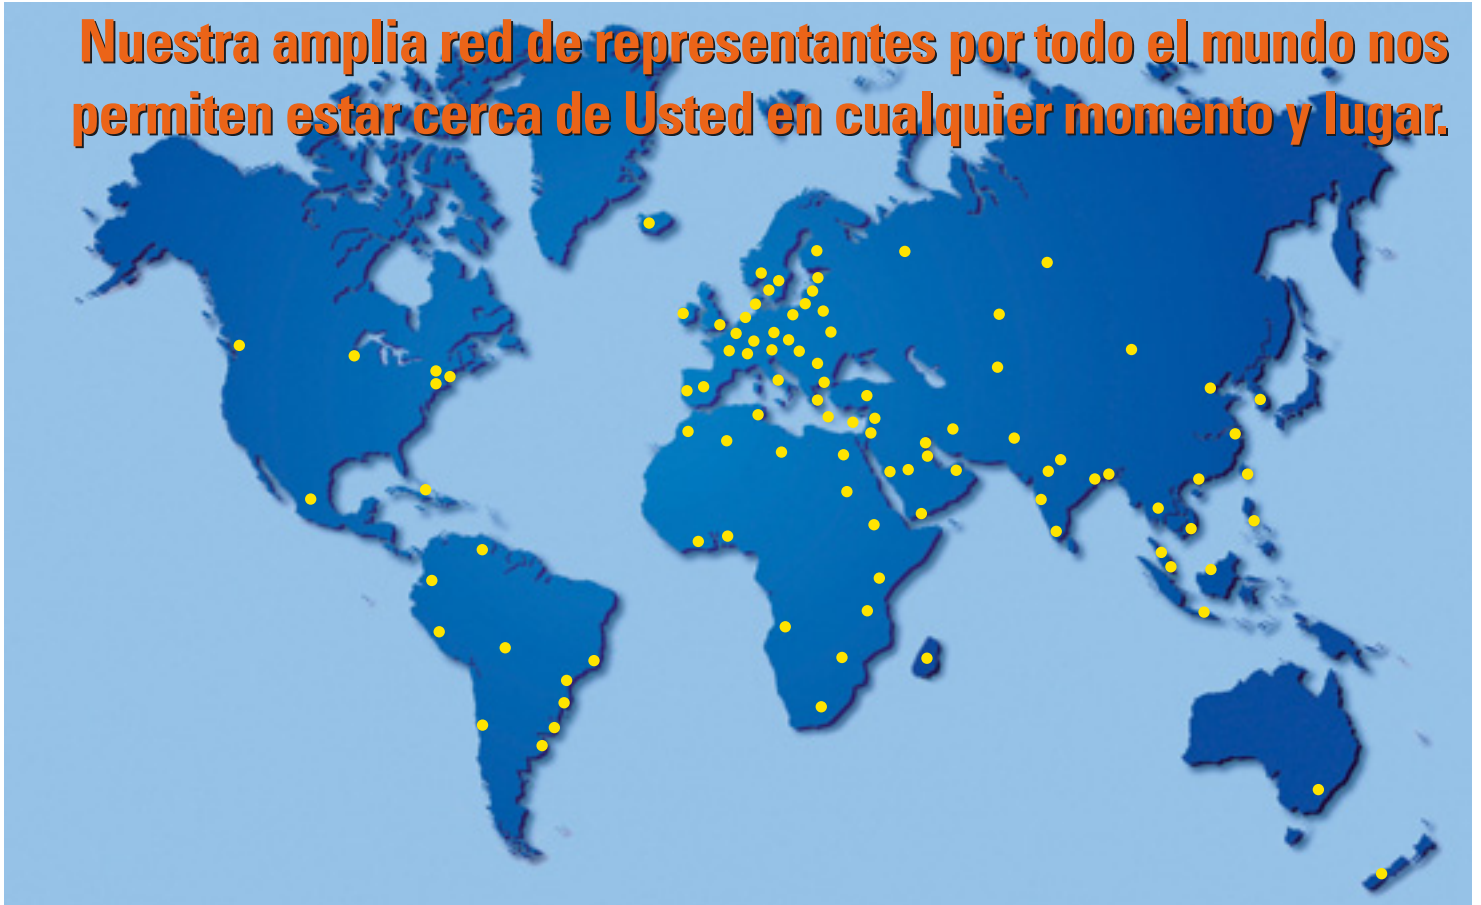 Nuestra amplia red de representantes por todo el mundo nos
permiten estar cerca de Usted en cualquier momento y lugar.